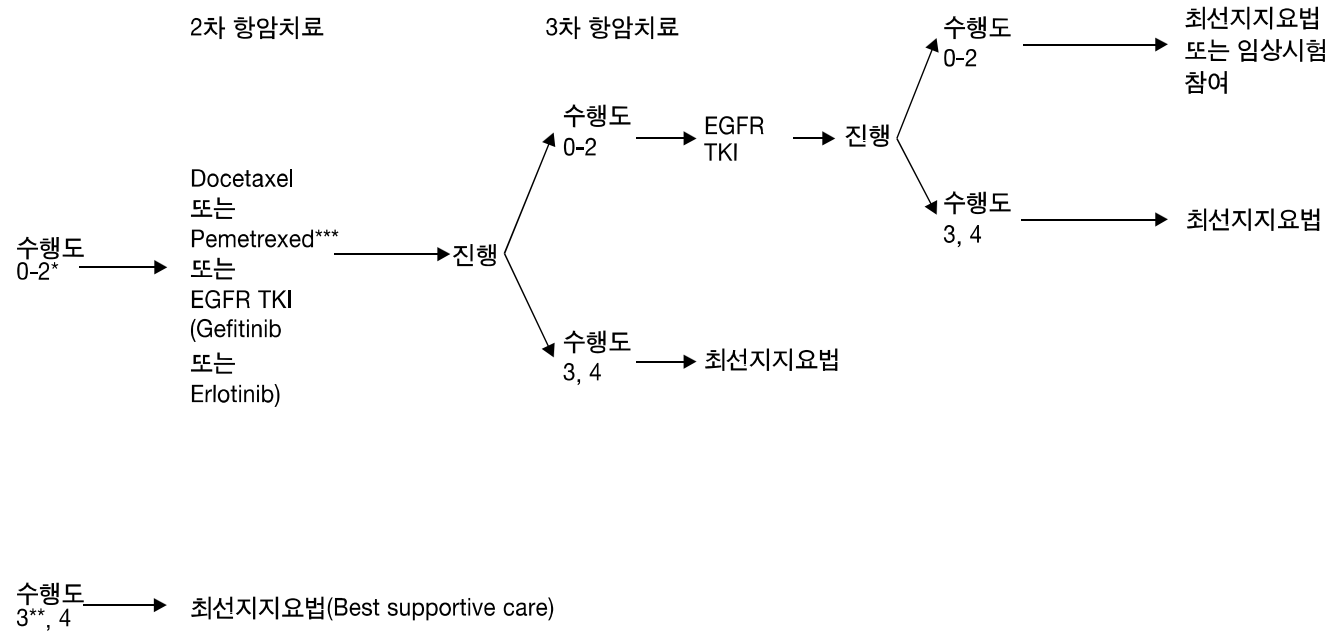 2차 항암치료
3차 항암치료
수행도
0-2*
Docetaxel
또는
Pemetrexed***
또는
EGFR TKI
(Gefitinib
또는
Erlotinib)
진행
수행도
0-2
EGFR
TKI
진행
수행도
0-2
최선지지요법
또는 임상시험
참여
수행도
3, 4
최선지지요법
수행도
3, 4
최선지지요법
수행도
3**, 4
최선지지요법(Best supportive care)